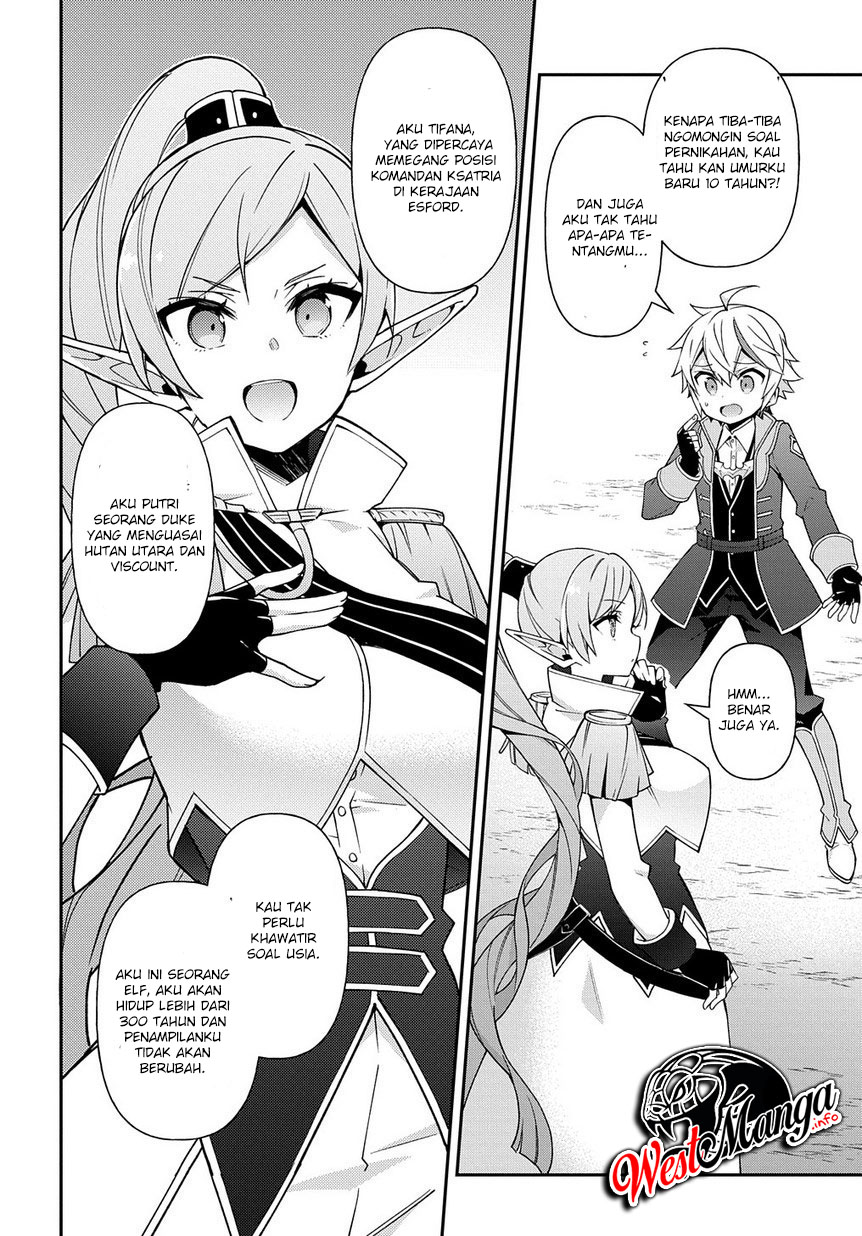 KENAPA TIBA-TIBA
NGOMONGIN SOAL
PERNIKAHAN, KAU
TAHU KAN UMURKU
BARU 10 TAHUN?!
DAN JUGA
AKU TAK TAHU
APA-APA TE-
NTANGMU...
HMM...
BENAR
JUGA YA.
AKU TIFANA,
YANG DIPERCAYA
MEMEGANG POSISI
KOMANDAN KSATRIA
DI KERAJAAN
ESFORD.
AKU PUTRI
SEORANG DUKE
YANG MENGUASAI
HUTAN UTARA DAN
VISCOUNT.
KAU TAK
PERLU
KHAWATIR
SOAL USIA.
AKU INI SEORANG
ELF, AKU AKAN
HIDUP LEBIH DARI
300 TAHUN DAN
PENAMPILANKU
TIDAK AKAN
BERUBAH.
WestManga
.info